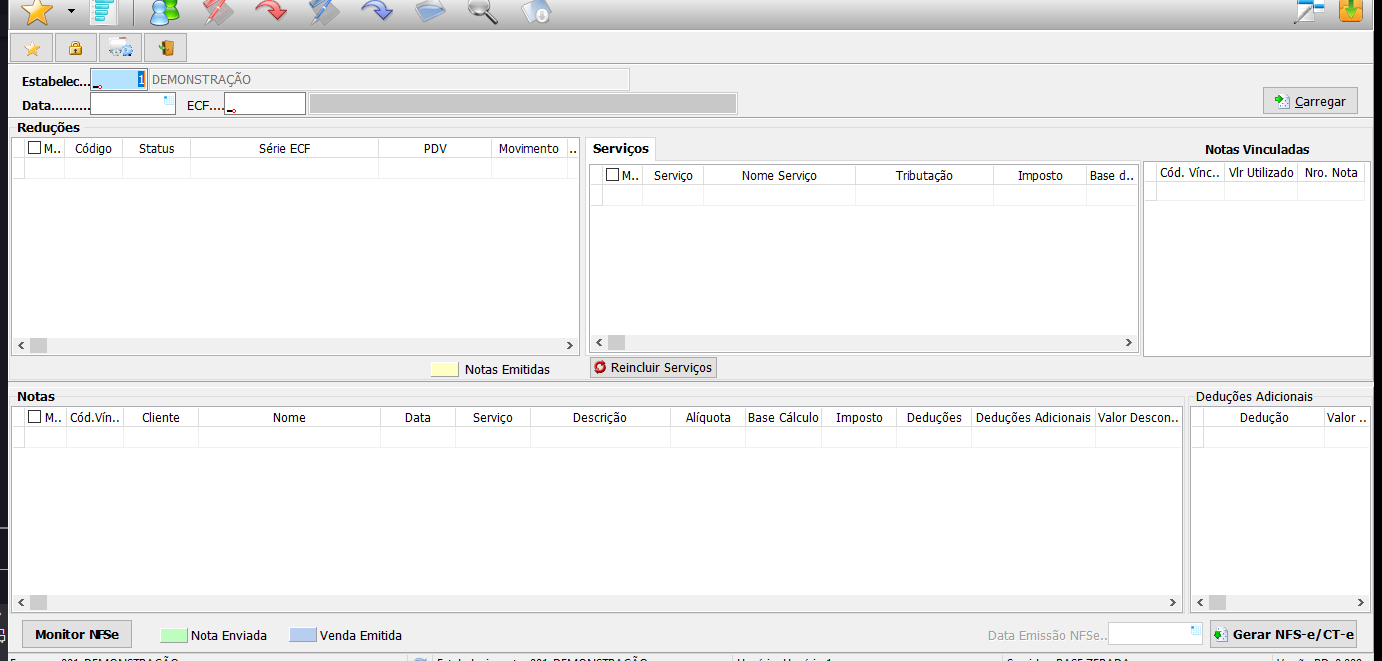 Estabelec... 1 DEMONSTRAÇÃO
Data.......... ECF.... Carregar
Reduções
M.. Código Status Série ECF PDV Movimento ..
Serviços
M.. Serviço Nome Serviço Tributação Imposto Base d..
Notas Vinculadas
Cód. Vínc.. Vlr Utilizado Nro. Nota
Notas Emitidas Reincluir Serviços
Notas
M.. Cód.Vín.. Cliente Nome Data Serviço Descrição Alíquota Base Cálculo Imposto Deduções Deduções Adicionais Valor Descon..
Deduções Adicionais
Dedução Valor ..
Monitor NFSe Nota Enviada Venda Emitida Data Emissão NFSe.. Gerar NFS-e/CT-e